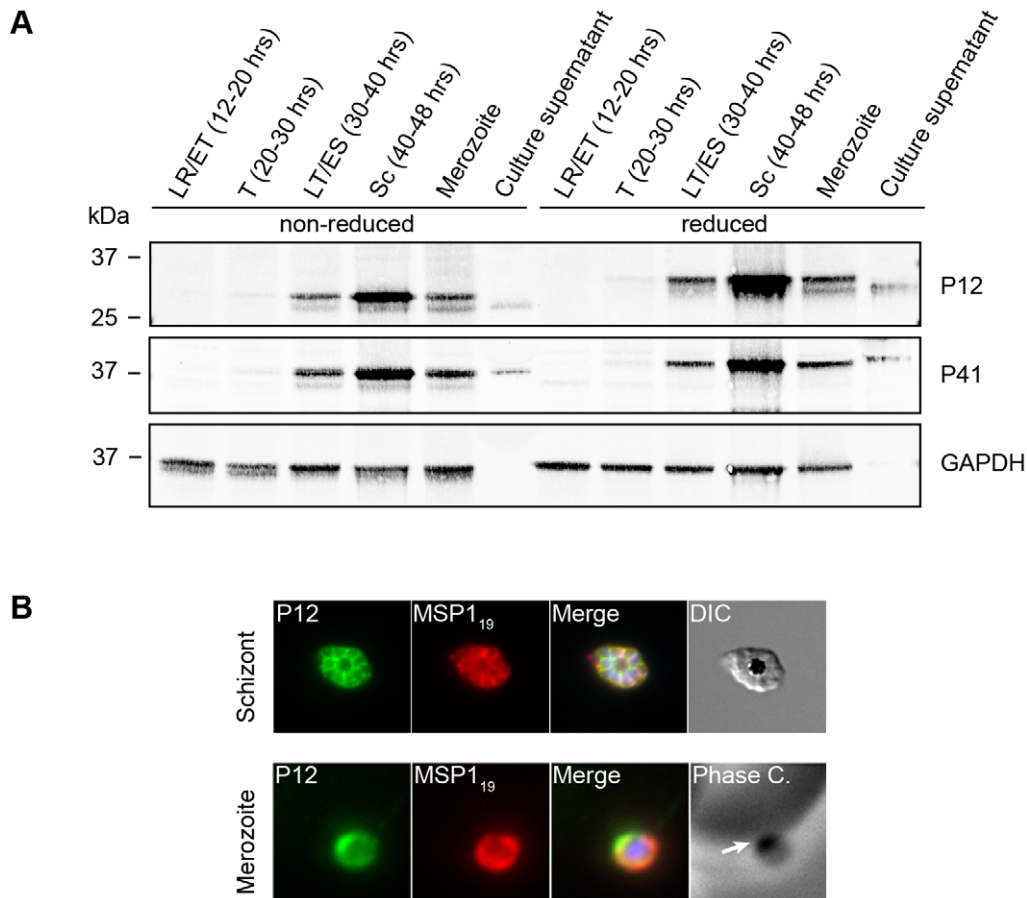 A
LR/ET (12-20 hrs)
T (20-30 hrs)
LT/ES (30-40 hrs)
Sc (40-48 hrs)
Merozoite
Culture supernatant
LR/ET (12-20 hrs)
T (20-30 hrs)
LT/ES (30-40 hrs)
Sc (40-48 hrs)
Merozoite
Culture supernatant
kDa
non-reduced
reduced
37
25
P12
37
P41
37
GAPDH
B
Schizont
P12
MSP1₁₉
Merge
DIC
Merozoite
P12
MSP1₁₉
Merge
Phase C.